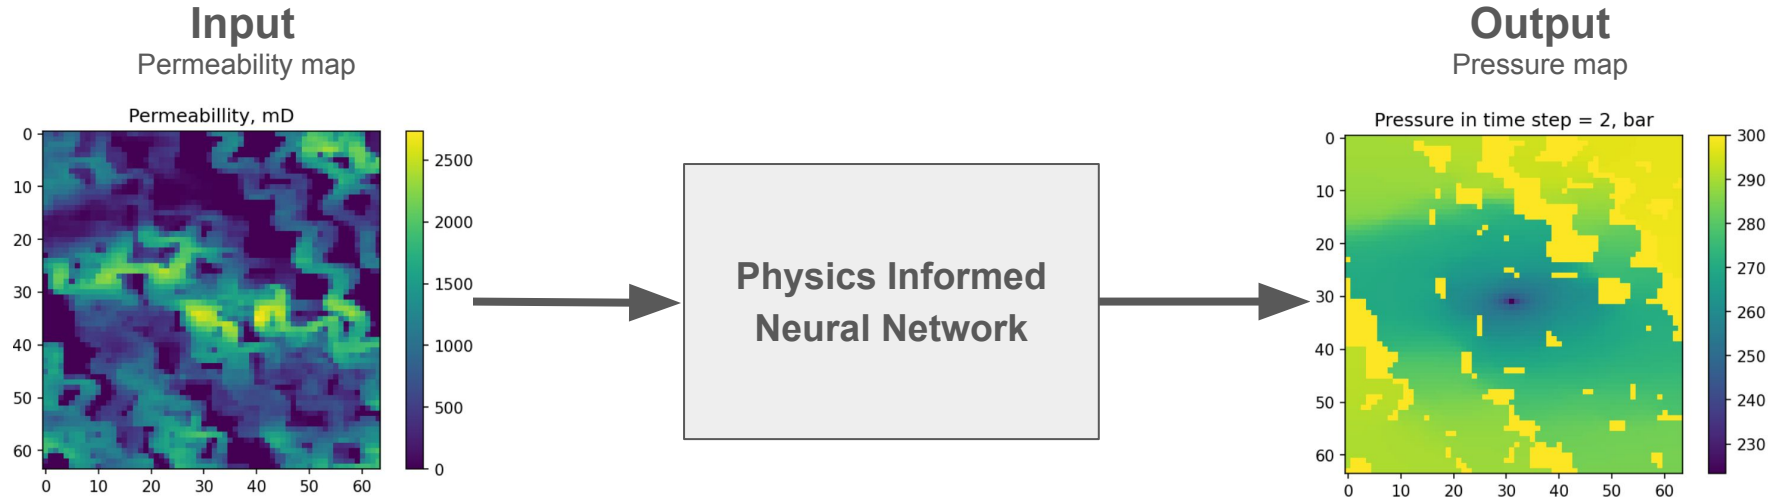 Input
Permeability map
Permeabillity, mD
0
10
20
30
40
50
60
0 10 20 30 40 50 60
2500
2000
1500
1000
500
0
Physics Informed
Neural Network
Output
Pressure map
Pressure in time step = 2, bar
0
10
20
30
40
50
60
0 10 20 30 40 50 60
300
290
280
270
260
250
240
230